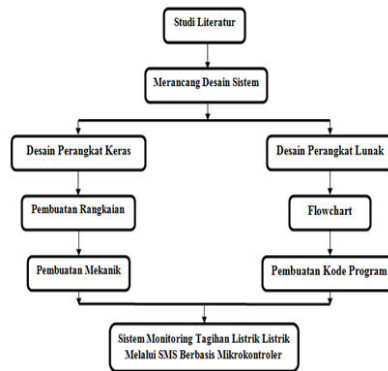 Studi Literatur
Merancang Desain Sistem
Desain Perangkat Keras
Desain Perangkat Lunak
Pembuatan Rangkaian
Flowchart
Pembuatan Mekanik
Pembuatan Kode Program
Sistem Monitoring Tagihan Listrik Listrik
Melalui SMS Berbasis Mikrokontroler